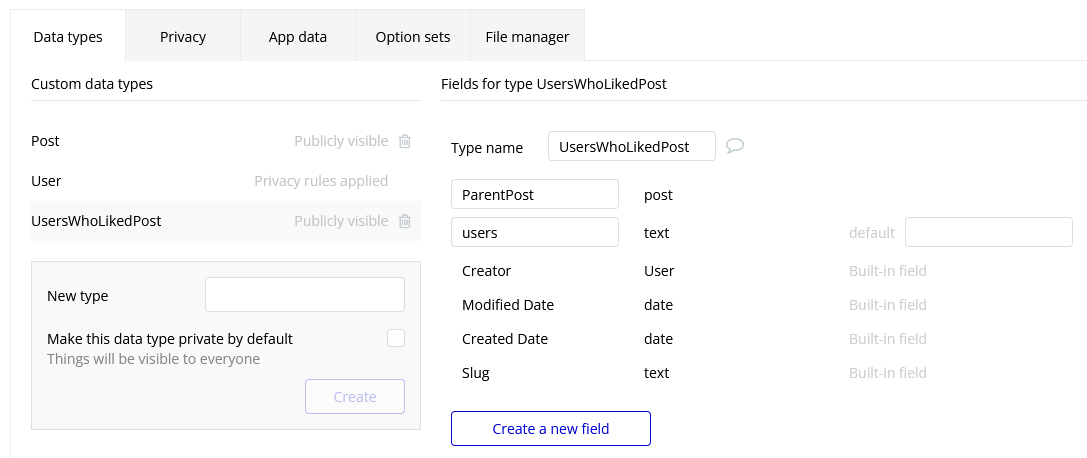 Data types
Privacy
App data
Option sets
File manager
Custom data types
Post Publicly visible
User Privacy rules applied
UsersWhoLikedPost Publicly visible
New type
Make this data type private by default
Things will be visible to everyone
Create
Fields for type UsersWhoLikedPost
Type name UsersWhoLikedPost
ParentPost post
users text default
Creator User Built-in field
Modified Date date Built-in field
Created Date date Built-in field
Slug text Built-in field
Create a new field